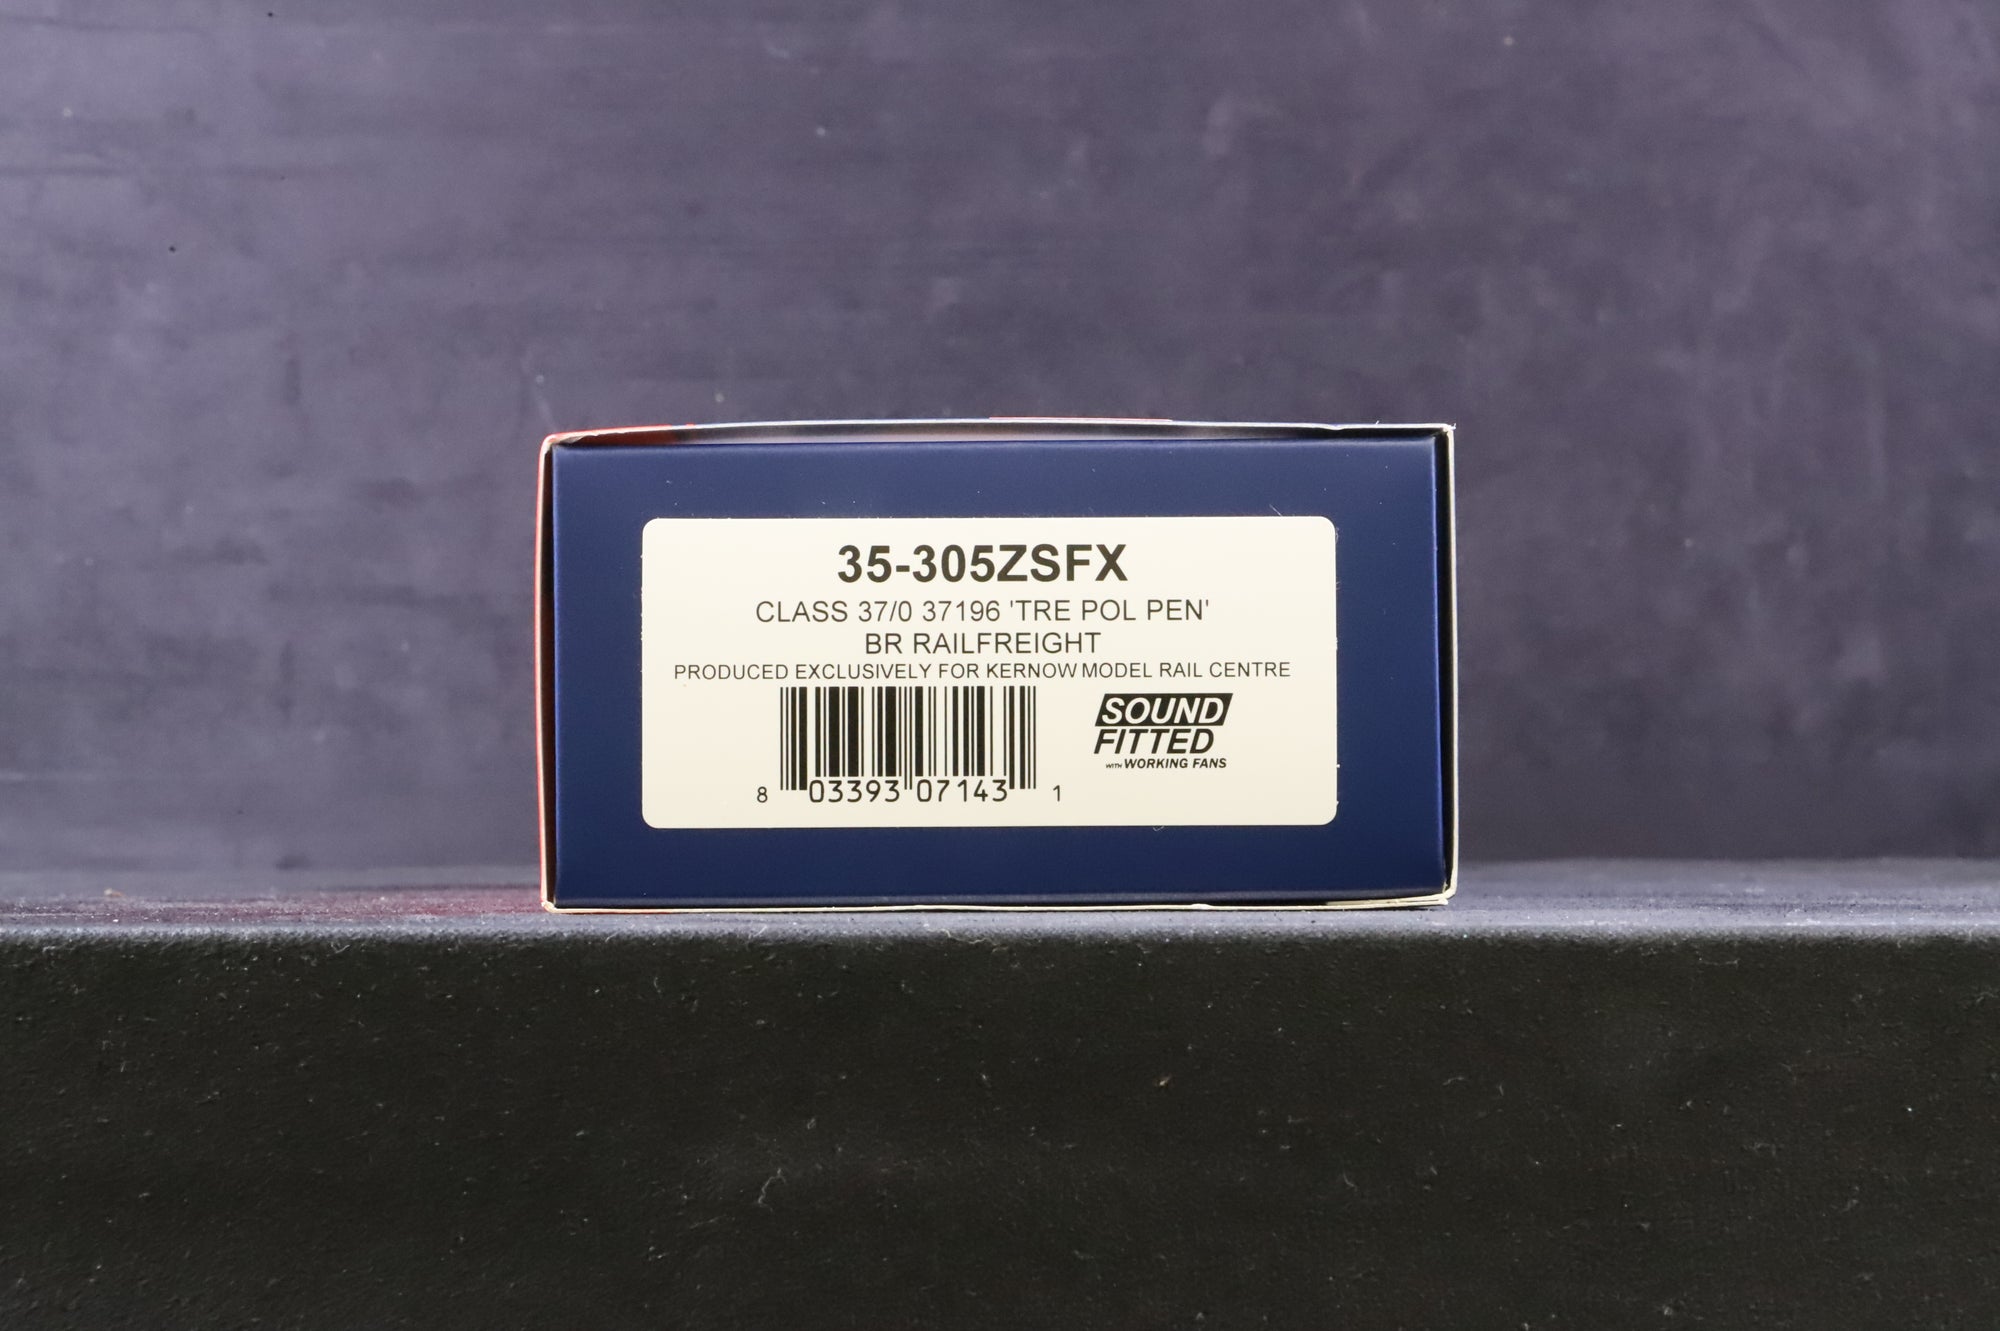 35-305ZSFX
CLASS 37/0 37196 'TRE POL PEN'
BR RAILFREIGHT
PRODUCED EXCLUSIVELY FOR KERNOW MODEL RAIL CENTRE
SOUND
FITTED
WITH WORKING FANS
8 03393 07143 1